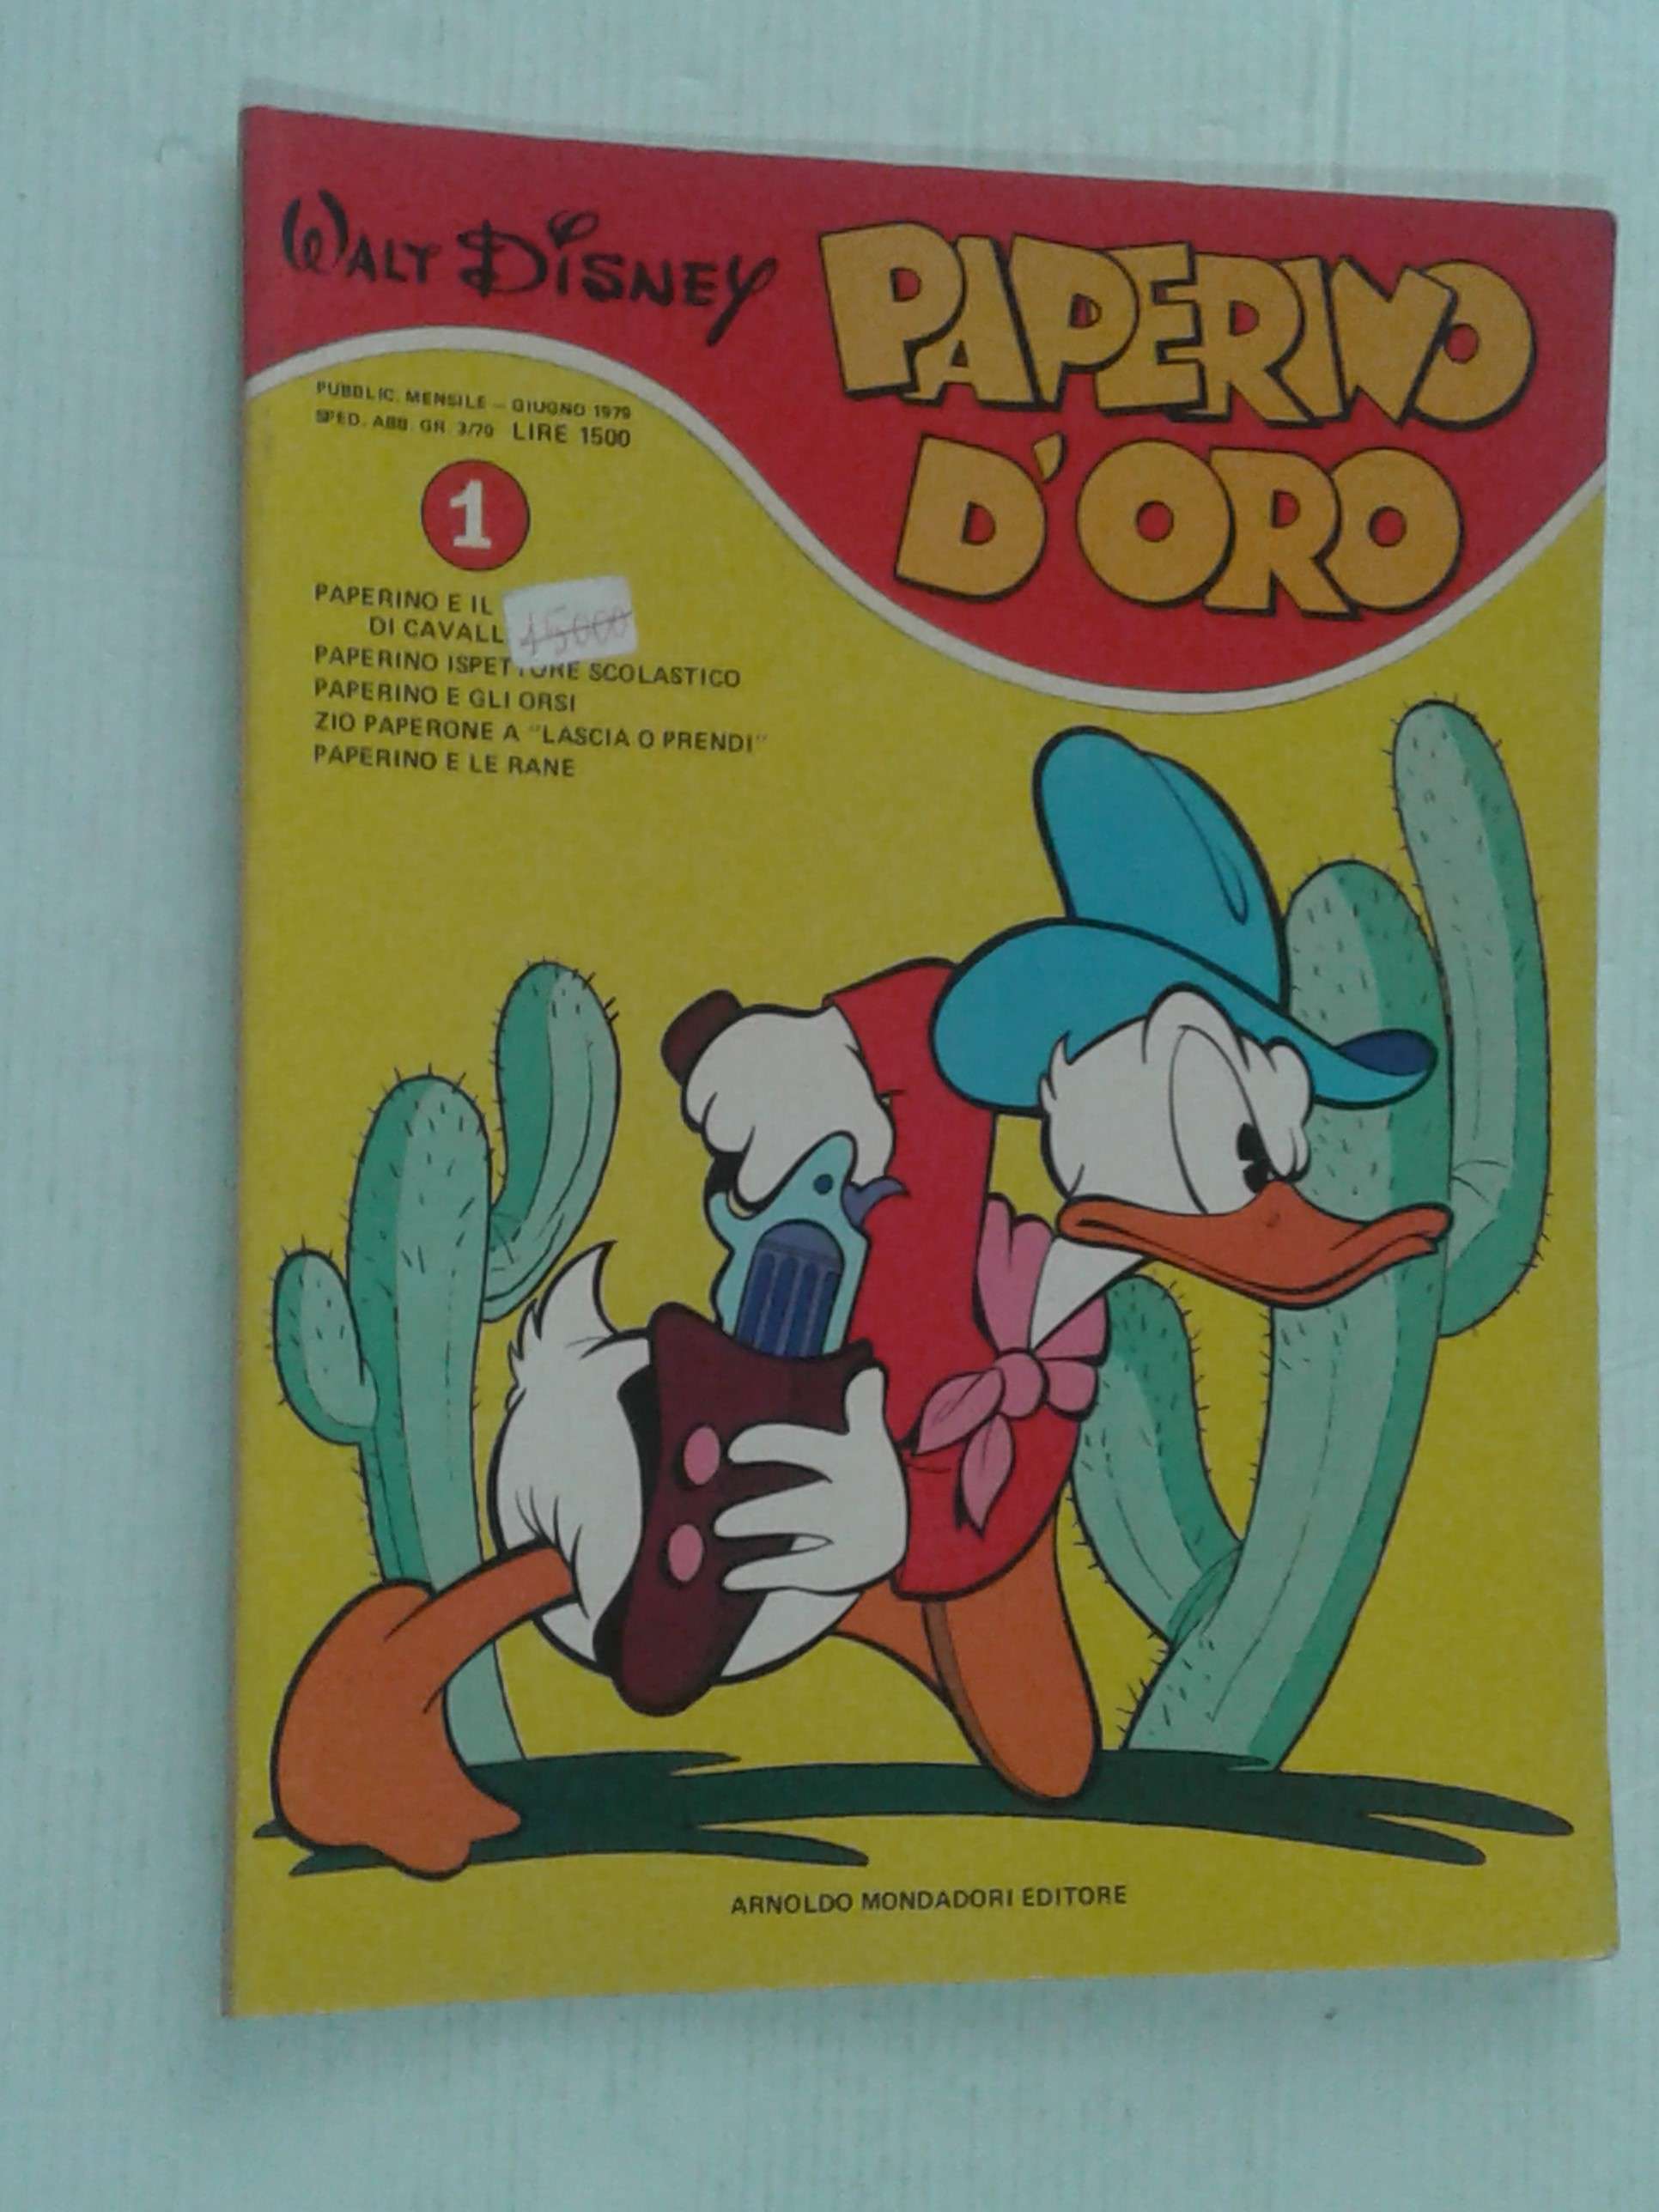 WALT DISNEY
PAPERINO
D'ORO
PUBBLIC. MENSILE – GIUGNO 1979
SPED. ABB. GR. 3/70 LIRE 1500
1
PAPERINO E IL
DI CAVALL
15000
PAPERINO ISPETTORE SCOLASTICO
PAPERINO E GLI ORSI
ZIO PAPERONE A "LASCIA O PRENDI"
PAPERINO E LE RANE
ARNOLDO MONDADORI EDITORE